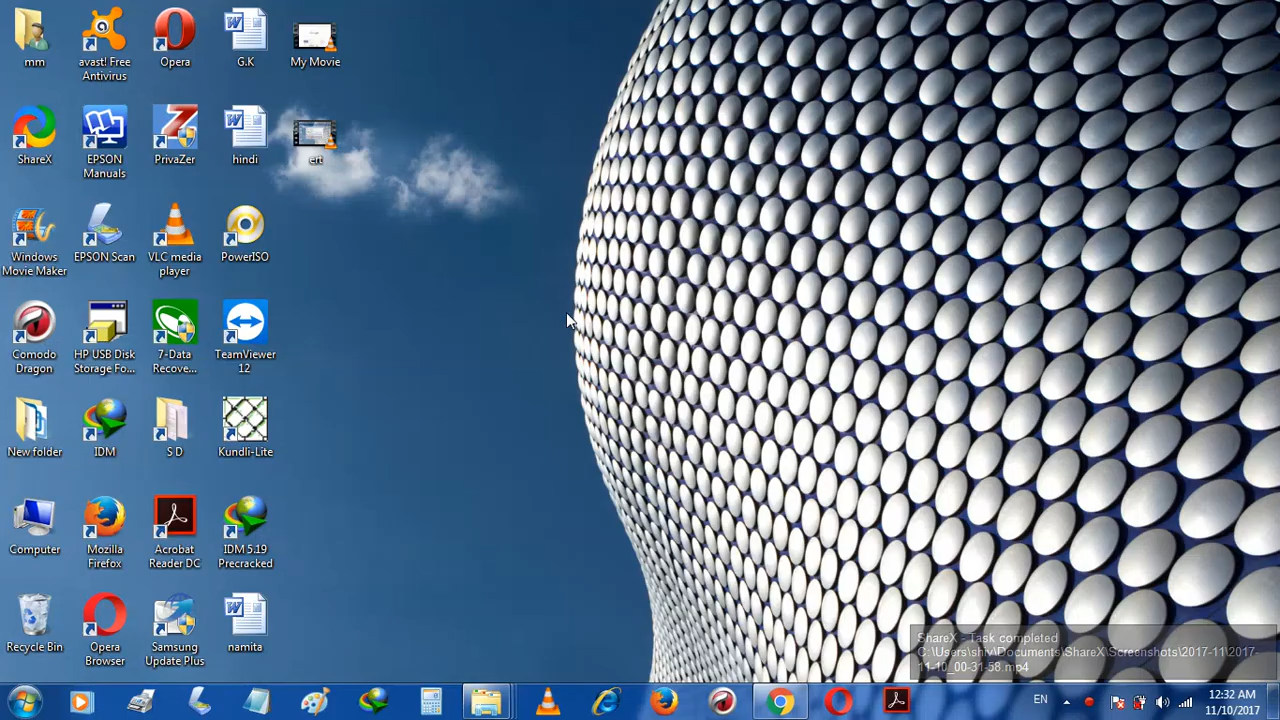 mm
avast! Free
Antivirus
Opera
G.K
My Movie
ShareX
EPSON
Manuals
PrivaZer
hindi
ert
Windows
Movie Maker
EPSON Scan
VLC media
player
PowerISO
Comodo
Dragon
HP USB Disk
Storage Fo...
7-Data
Recove...
TeamViewer
12
New folder
IDM
S D
Kundli-Lite
Computer
Mozilla
Firefox
Acrobat
Reader DC
IDM 5.19
Precracked
Recycle Bin
Opera
Browser
Samsung
Update Plus
namita
ShareX - Task completed
C:\Users\shiv\Documents\ShareX\Screenshots\2017-11\2017-
11-10_00-31-58.mp4
EN
12:32 AM
11/10/2017